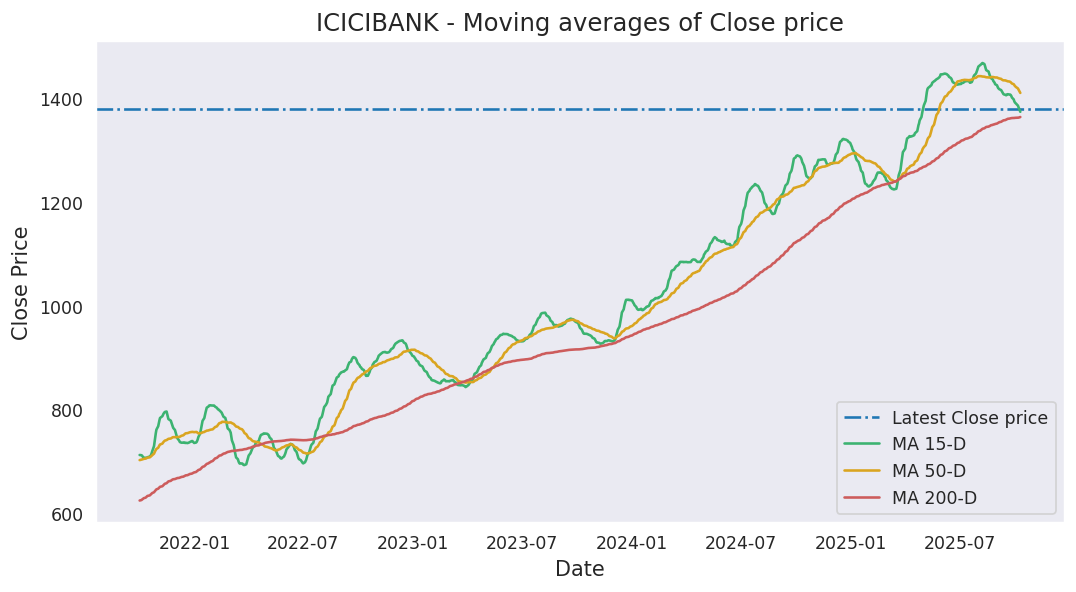 ICICIBANK - Moving averages of Close price
Close Price
1400
1200
1000
800
600
Latest Close price
MA 15-D
MA 50-D
MA 200-D
2022-01 2022-07 2023-01 2023-07 2024-01 2024-07 2025-01 2025-07
Date